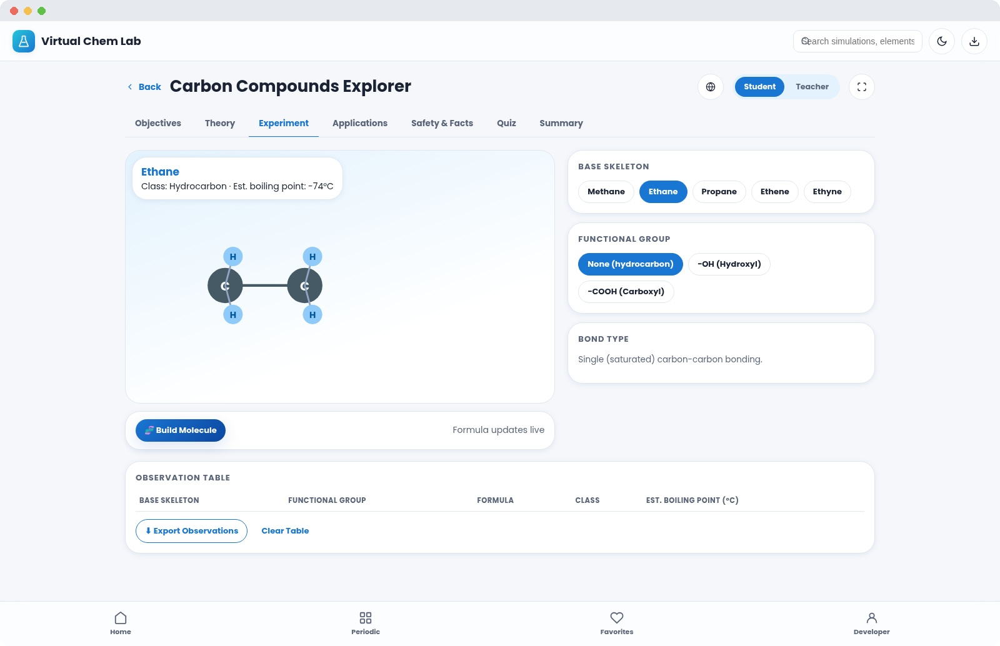 Virtual Chem Lab
Search simulations, elements
Back
Carbon Compounds Explorer
Student
Teacher
Objectives
Theory
Experiment
Applications
Safety & Facts
Quiz
Summary
Ethane
Class: Hydrocarbon · Est. boiling point: -74°C
H
H
C
C
H
H
BASE SKELETON
Methane
Ethane
Propane
Ethene
Ethyne
FUNCTIONAL GROUP
None (hydrocarbon)
-OH (Hydroxyl)
-COOH (Carboxyl)
BOND TYPE
Single (saturated) carbon-carbon bonding.
🧬 Build Molecule
Formula updates live
OBSERVATION TABLE
BASE SKELETON
FUNCTIONAL GROUP
FORMULA
CLASS
EST. BOILING POINT (°C)
⬇ Export Observations
Clear Table
Home
Periodic
Favorites
Developer